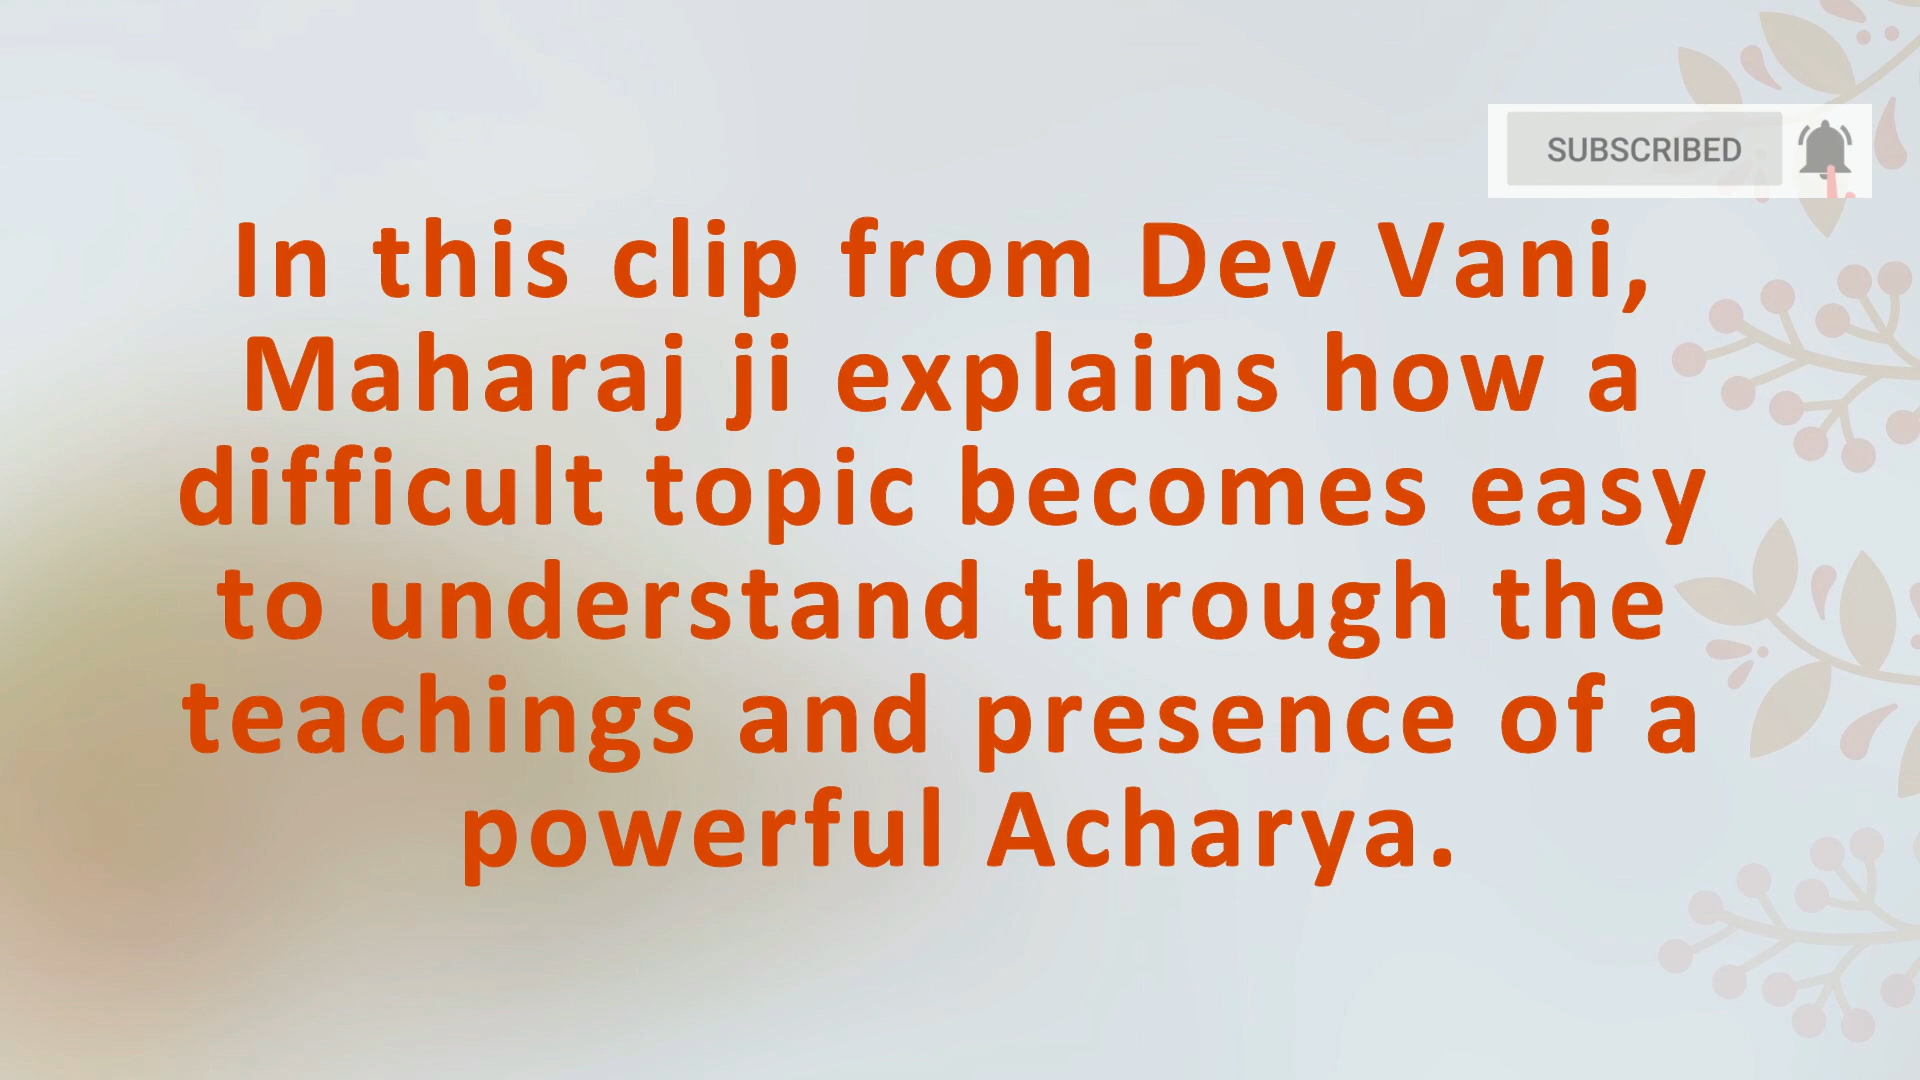 SUBSCRIBED
In this clip from Dev Vani,
Maharaj ji explains how a
difficult topic becomes easy
to understand through the
teachings and presence of a
powerful Acharya.